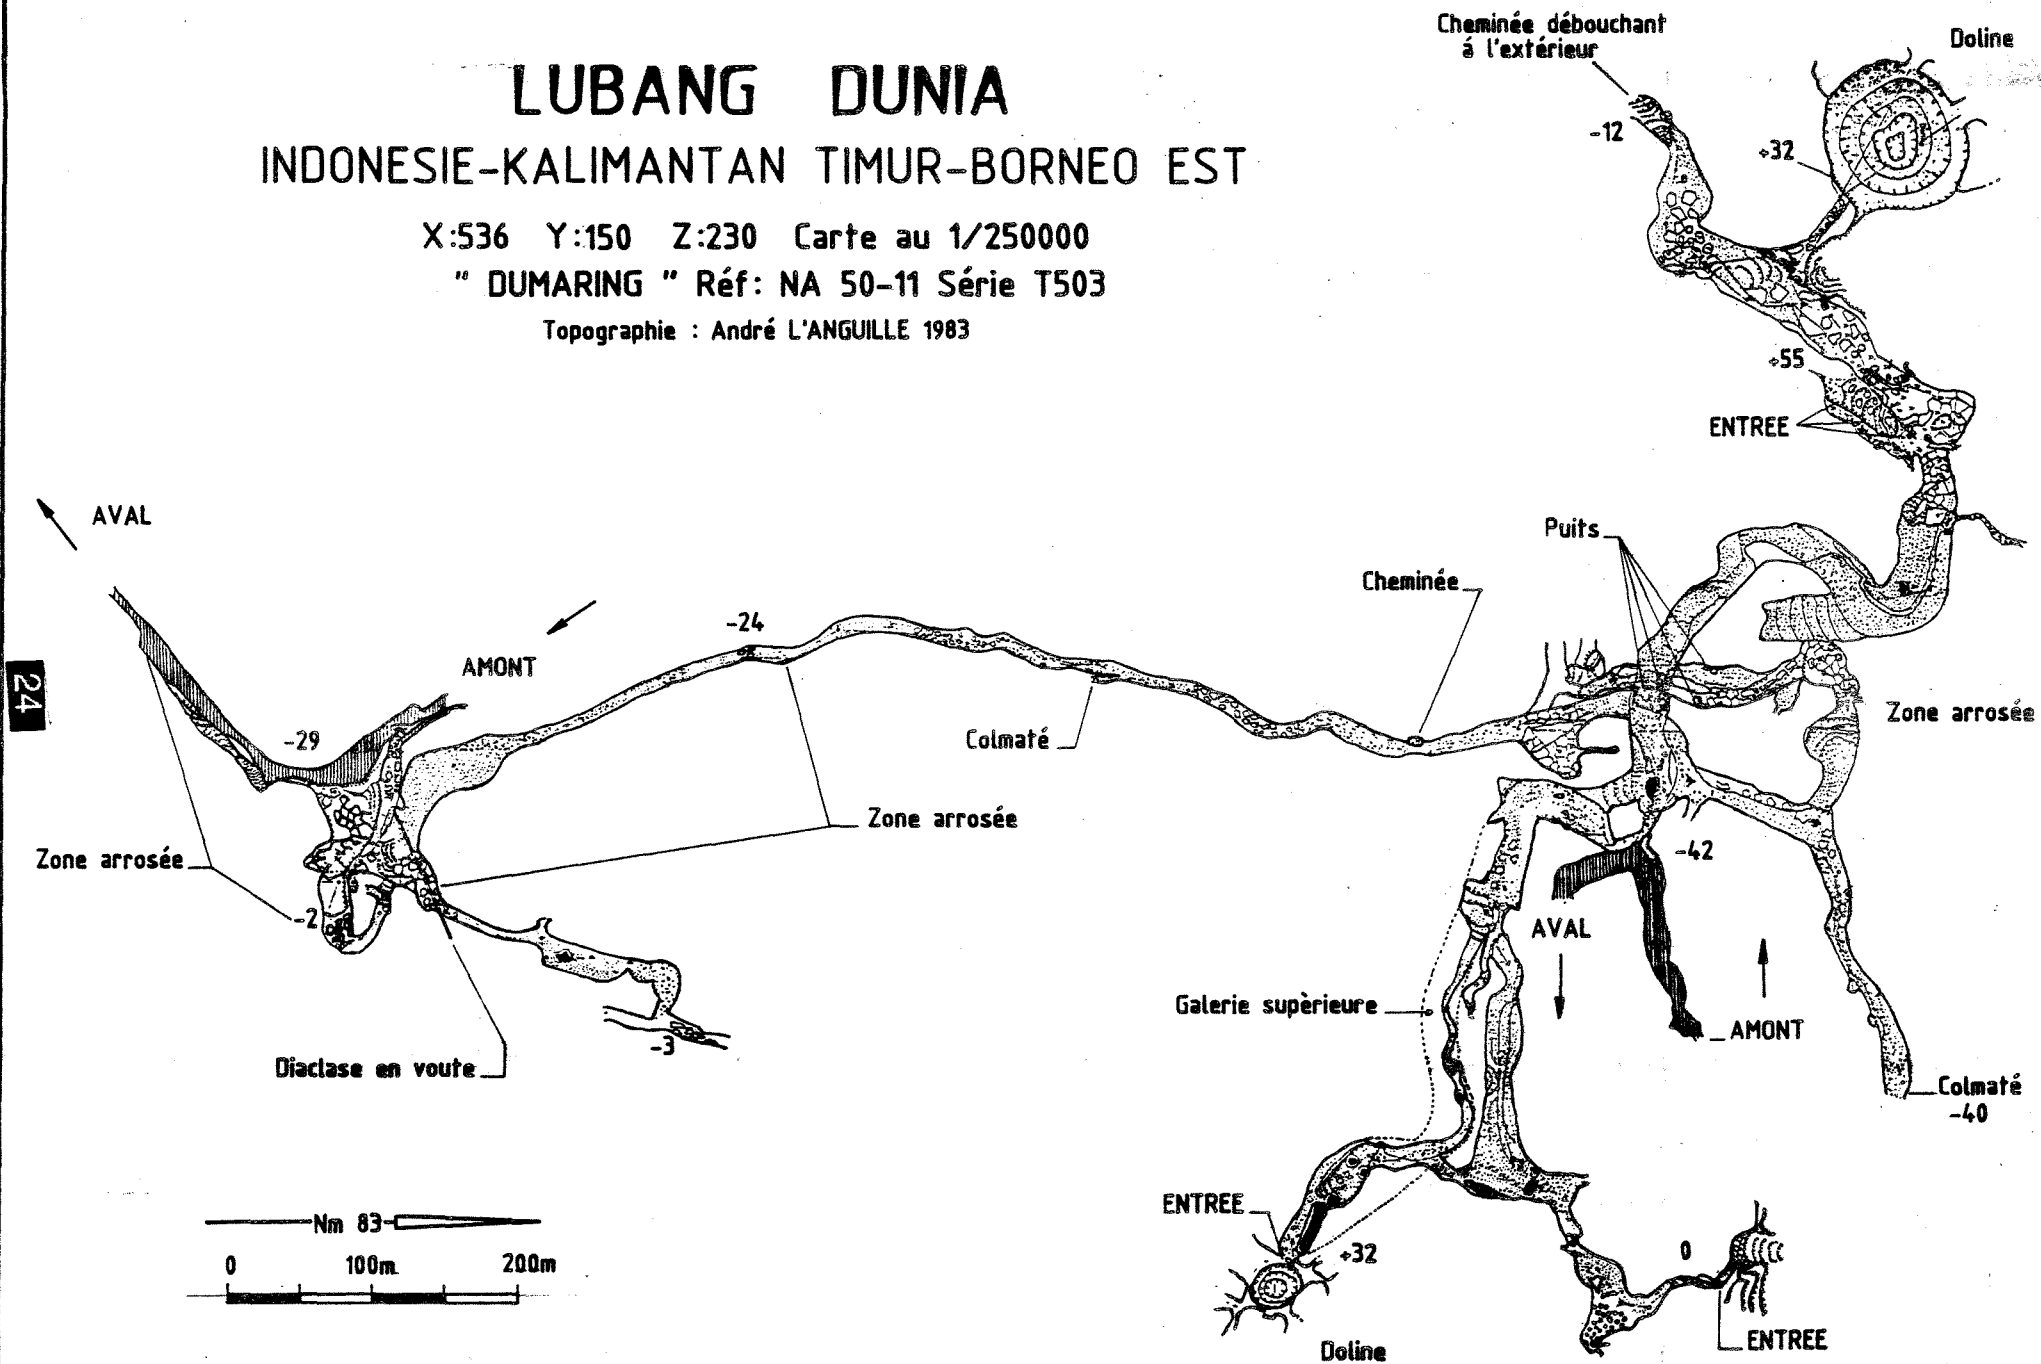 LUBANG DUNIA
INDONESIE-KALIMANTAN TIMUR-BORNEO EST
X:536 Y:150 Z:230 Carte au 1/250000
" DUMARING " Réf: NA 50-11 Série T503
Topographie : André L'ANGUILLE 1983
Cheminée débouchant
á l'extérieur
Doline
-12
+32
+55
ENTREE
Puits
Cheminée
AVAL
AMONT
-24
-29
Colmaté
Zone arrosée
Zone arrosée
Zone arrosée
-2
-42
AVAL
AMONT
Galerie supèrieure
Diaclase en voute
-3
Colmaté
-40
ENTREE
+32
0
ENTREE
Doline
Nm 83
0 100m 200m
24